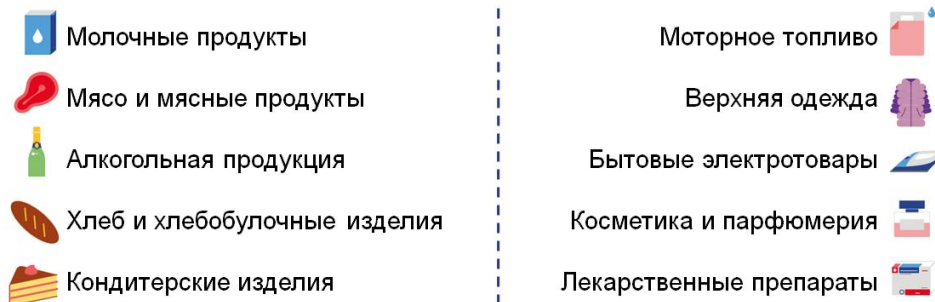 Молочные продукты
Мясо и мясные продукты
Алкогольная продукция
Хлеб и хлебобулочные изделия
Кондитерские изделия
Моторное топливо
Верхняя одежда
Бытовые электротовары
Косметика и парфюмерия
Лекарственные препараты